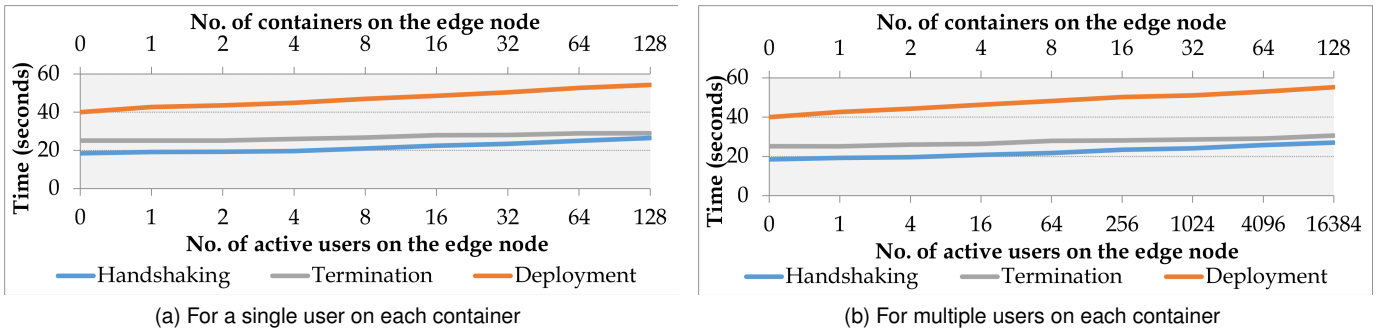 No. of containers on the edge node
0 1 2 4 8 16 32 64 128
60
40
20
0
Time (seconds)
0 1 2 4 8 16 32 64 128
No. of active users on the edge node
Handshaking Termination Deployment
(a) For a single user on each container
No. of containers on the edge node
0 1 2 4 8 16 32 64 128
60
40
20
0
Time (seconds)
0 1 4 16 64 256 1024 4096 16384
No. of active users on the edge node
Handshaking Termination Deployment
(b) For multiple users on each container